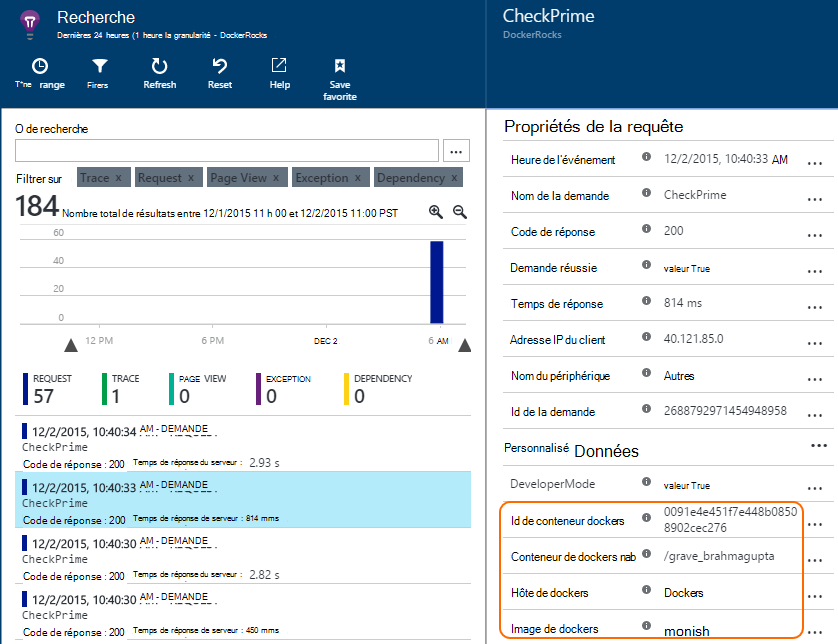 Recherche
Dernières 24 heures (1 heure la granularité - DockerRocks
T*ne range
Firers
Refresh
Reset
Help
Save
favorite
O de recherche
...
Filtrer sur
Trace x
Request x
Page View x
Exception x
Dependency x
184 Nombre total de résultats entre 12/1/2015 11 h 00 et 12/2/2015 11:00 PST
60
40
20
0
12 PM
6 PM
DEC 2
6 AM
REQUEST
57
TRACE
1
PAGE VIEW
0
EXCEPTION
0
DEPENDENCY
0
12/2/2015, 10:40:34 AM - DEMANDE
CheckPrime
Code de réponse : 200 Temps de réponse du serveur : 2.93 s
12/2/2015, 10:40:33 AM - DEMANDE
CheckPrime
Code de réponse : 200 Temps de réponse de serveur : 814 mms
12/2/2015, 10:40:30 AM - DEMANDE
CheckPrime
Code de réponse : 200 Temps de réponse du serveur : 2.82 s
12/2/2015, 10:40:30 AM - DEMANDE
CheckPrime
Code de réponse : 200 Temps de réponse du serveur : 450 mms
CheckPrime
DockerRocks
Propriétés de la requête
Heure de l'événement 12/2/2015, 10:40:33 AM ...
Nom de la demande CheckPrime ...
Code de réponse 200 ...
Demande réussie valeur True ...
Temps de réponse 814 ms ...
Adresse IP du client 40.121.85.0 ...
Nom du périphérique Autres ...
Id de la demande 2688792971454948958 ...
Personnalisé Données ...
DeveloperMode valeur True ...
Id de conteneur dockers 0091e4e451f7e448b0850
8902cec276 ...
Conteneur de dockers nab /grave_brahmagupta ...
Hôte de dockers Dockers ...
Image de dockers monish ...